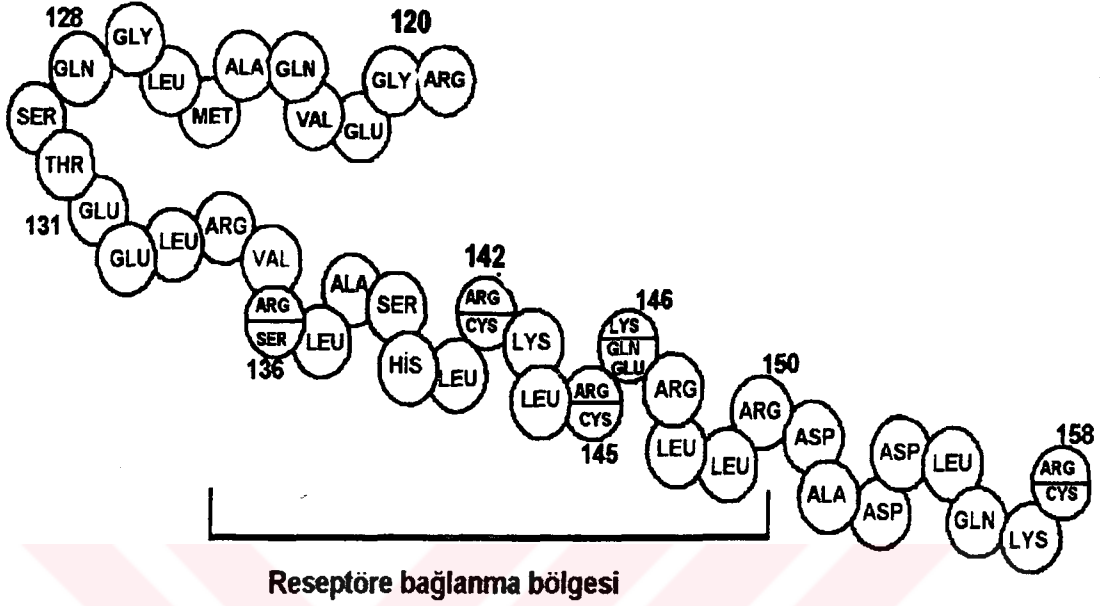 128
GLY
120
GLN
LEU
MET
ALA
GLN
VAL
GLU
GLY
ARG
SER
THR
131
GLU
GLU
LEU
ARG
VAL
ARG
SER
136
LEU
ALA
SER
HİS
LEU
142
ARG
CYS
LYS
LEU
ARG
CYS
145
146
LYS
GLN
GLU
ARG
LEU
LEU
150
ARG
ASP
ALA
ASP
ASP
LEU
GLN
LYS
158
ARG
CYS
Reseptöre bağlanma bölgesi